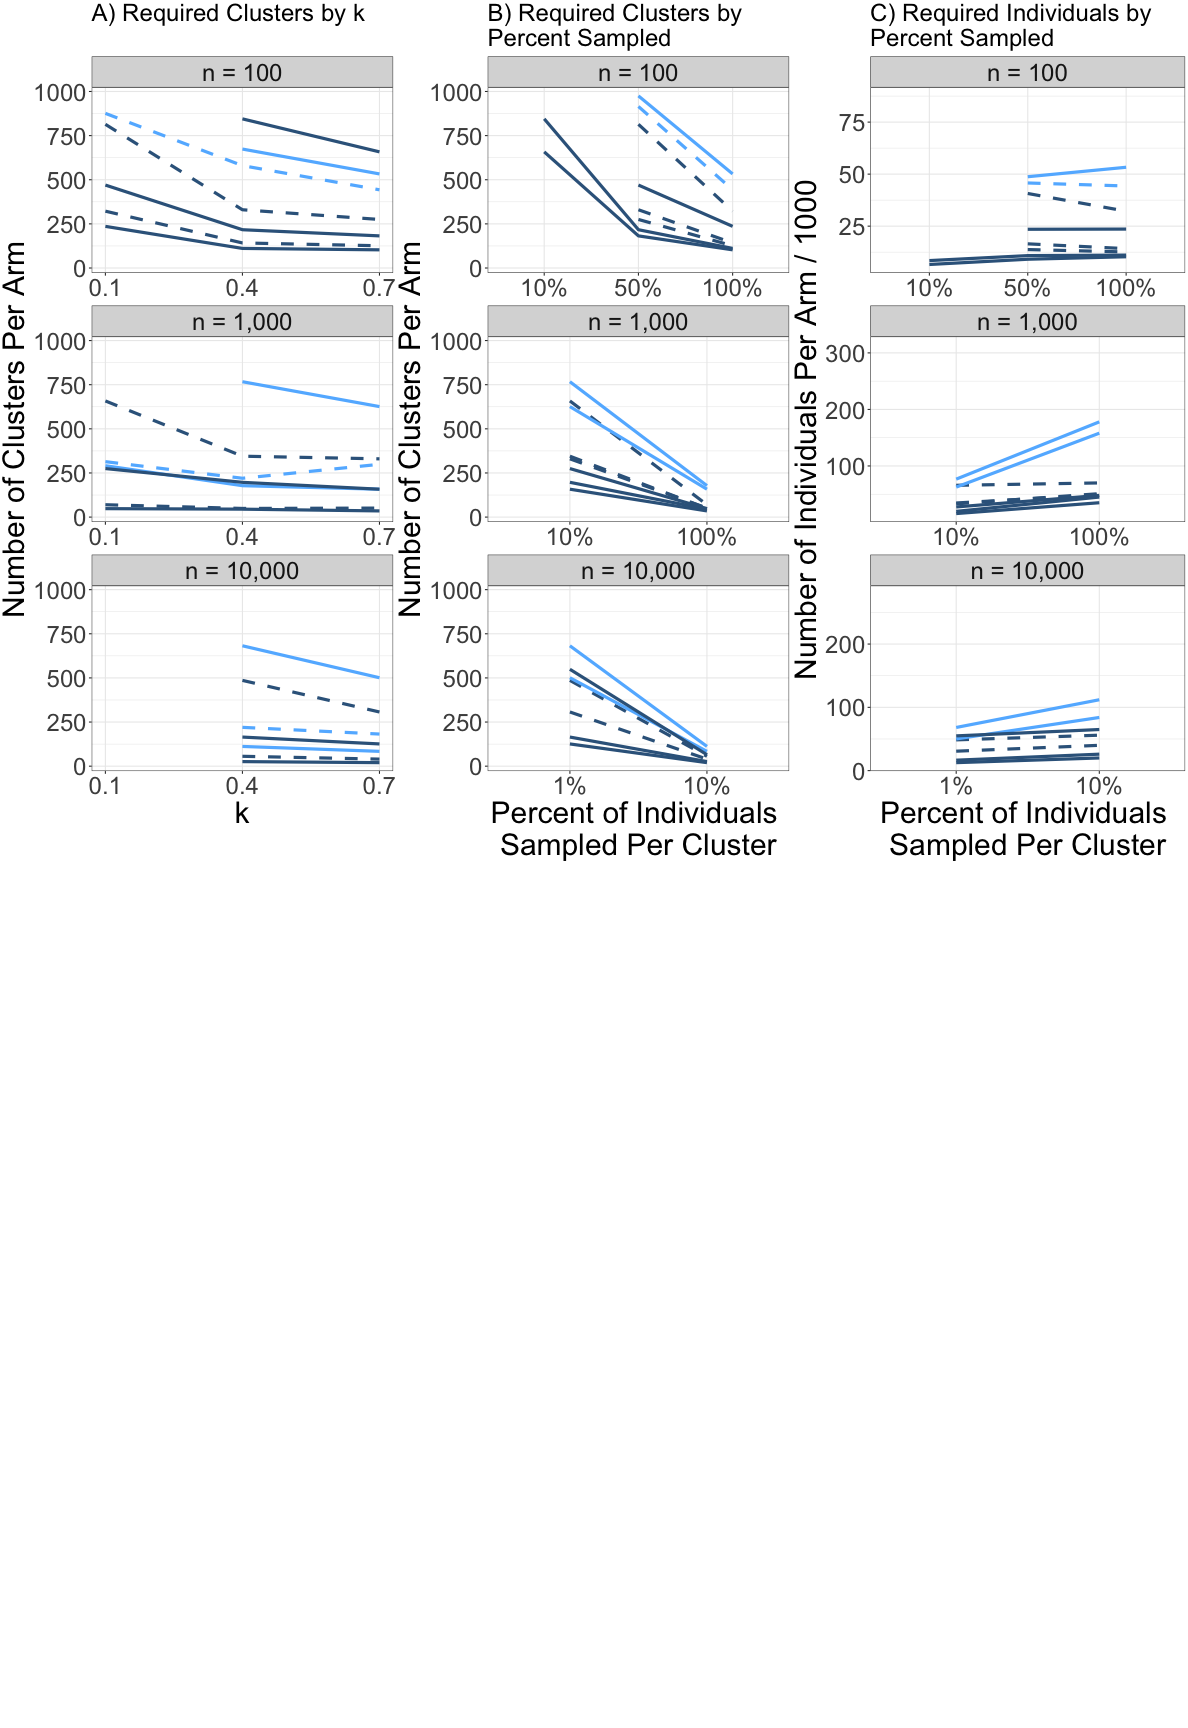 A) Required Clusters by k
Number of Clusters Per Arm
n = 100
1000
750
500
250
0
0.1 0.4 0.7
n = 1,000
1000
750
500
250
0
0.1 0.4 0.7
n = 10,000
1000
750
500
250
0
0.1 0.4 0.7
k
B) Required Clusters by
Percent Sampled
Number of Clusters Per Arm
n = 100
1000
750
500
250
0
10% 50% 100%
n = 1,000
1000
750
500
250
0
10% 100%
n = 10,000
1000
750
500
250
0
1% 10%
Percent of Individuals
Sampled Per Cluster
C) Required Individuals by
Percent Sampled
Number of Individuals Per Arm / 1000
n = 100
75
50
25
10% 50% 100%
n = 1,000
300
200
100
10% 100%
n = 10,000
200
100
0
1% 10%
Percent of Individuals
Sampled Per Cluster